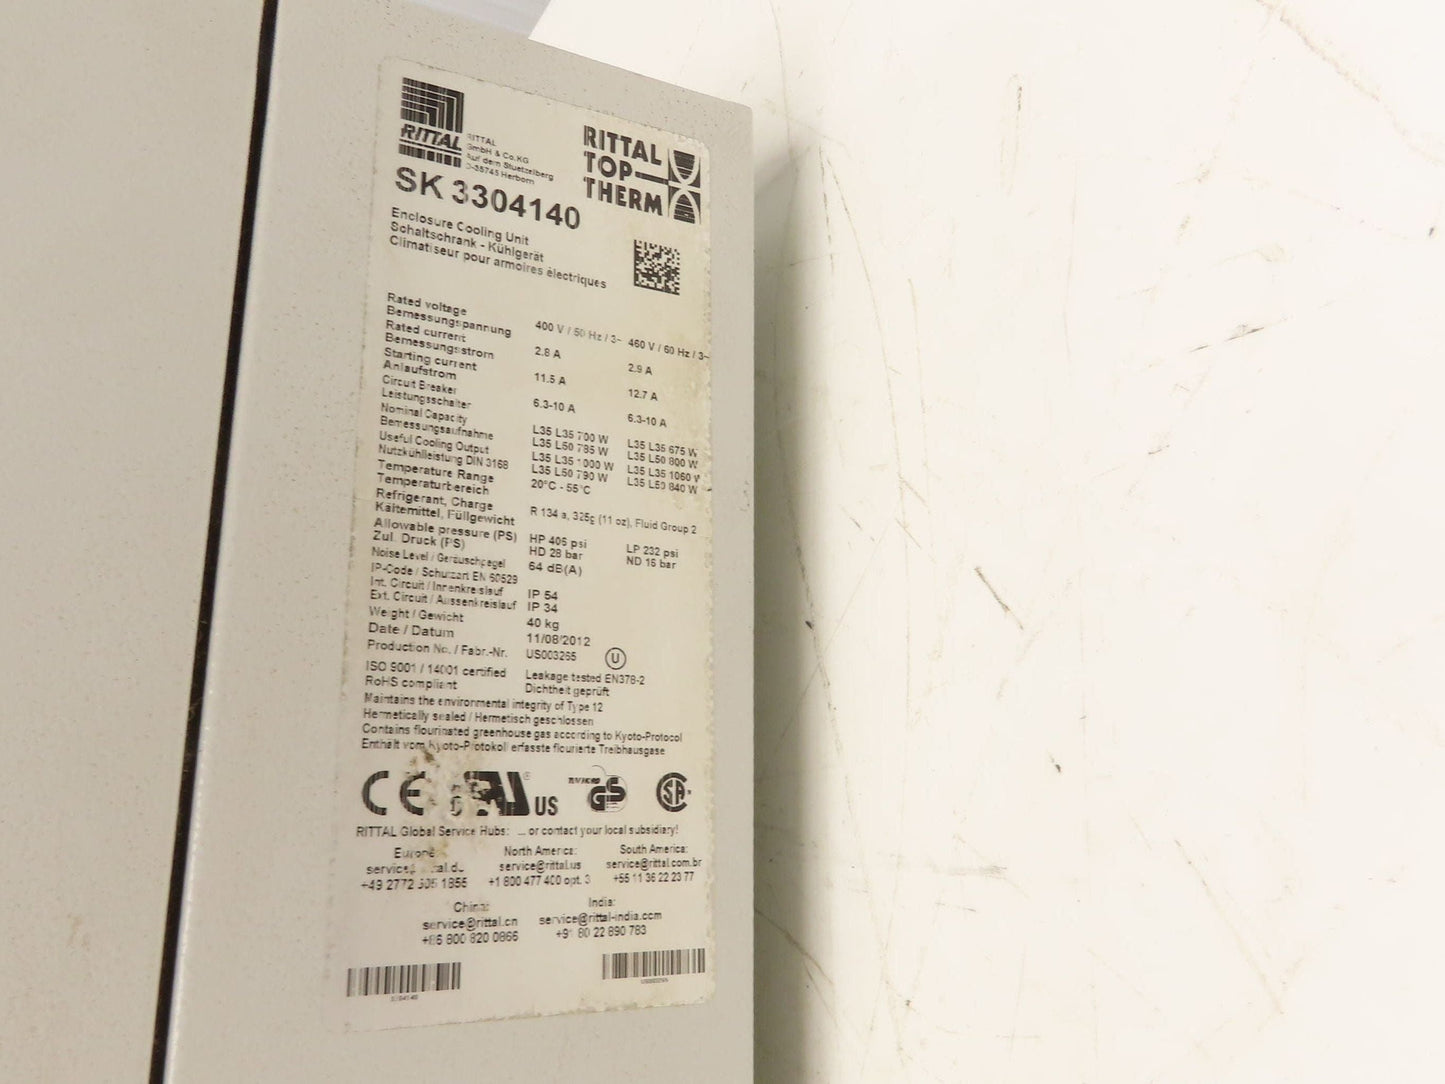 RITTAL
RITTAL
GmbH & Co.KG
Auf dem Stuetzelberg
D-35745 Herborn
RITTAL
TOP
THERM
SK 3304140
Enclosure Cooling Unit
Schaltschrank - Kühlgerät
Climatiseur pour armoires électriques
Rated voltage
Bemessungspannung 400 V / 50 Hz / 3~ 460 V / 60 Hz / 3~
Rated current
Bemessungsstrom 2.8 A 2.9 A
Starting current
Anlaufstrom 11.5 A 12.7 A
Circuit Breaker
Leistungsschalter 6.3-10 A 6.3-10 A
Nominal Capacity L35 L35 700 W L35 L35 675 W
Bemessungsaufnahme L35 L50 785 W L35 L50 800 W
Useful Cooling Output L35 L35 1000 W L35 L35 1060 W
Nutzkühlleistung DIN 3168 L35 L50 790 W L35 L50 840 W
Temperature Range 20°C - 55°C
Temperaturbereich
Refrigerant, Charge R 134 a, 325g (11 oz), Fluid Group 2
Kältemittel, Füllgewicht
Allowable pressure (PS) HP 406 psi LP 232 psi
Zul. Druck (PS) HD 28 bar ND 16 bar
Noise Level / Geräuschpegel 64 dB(A)
IP-Code / Schutzart EN 60529
Int. Circuit / Innenkreislauf IP 54
Ext. Circuit / Aussenkreislauf IP 34
Weight / Gewicht 40 kg
Date / Datum 11/08/2012
Production No. / Fabr.-Nr. US003265 U
ISO 9001 / 14001 certified Leakage tested EN378-2
RoHS compliant Dichtheit geprüft
Maintains the environmental integrity of Type 12
Hermetically sealed / Hermetisch geschlossen
Contains flourinated greenhouse gas according to Kyoto-Protocol
Enthält vom Kyoto-Protokoll erfasste flourierte Treibhausgase
CE US GS SA
RITTAL Global Service Hubs: ... or contact your local subsidiary!
Europe: North America: South America:
service@rittal.us service@rittal.com.br
+49 2772 505 1855 +1 800 477 400 opt. 3 +55 11 36 22 23 77
China: India:
service@rittal.cn service@rittal-india.com
+86 800 820 0866 +91 80 22 890 783